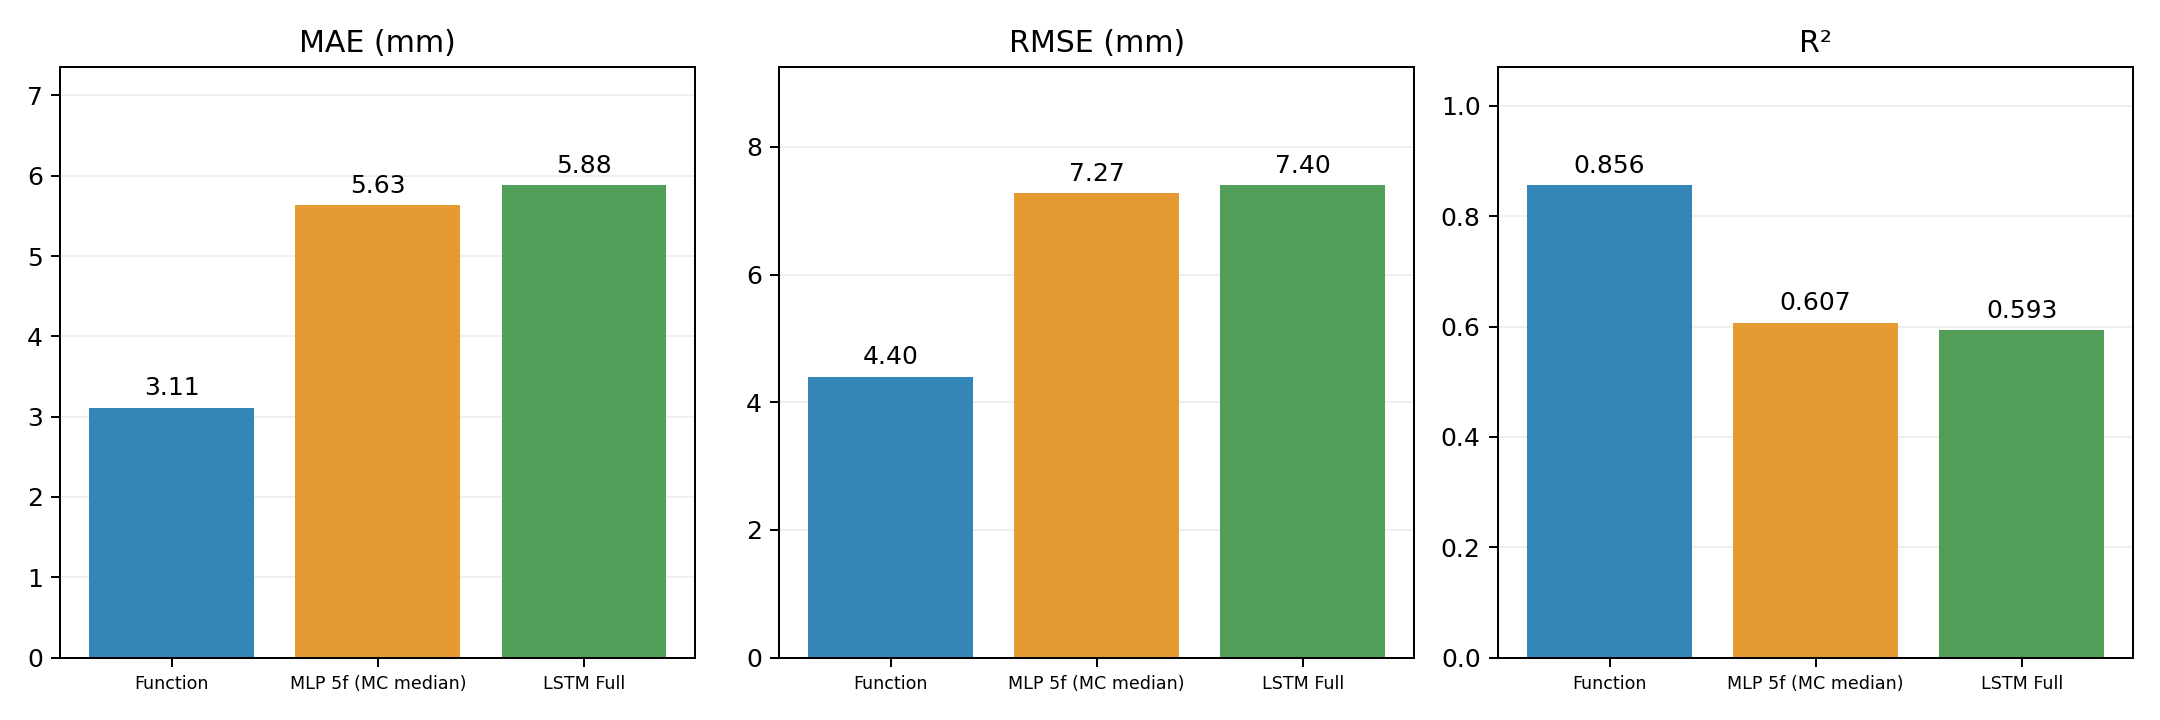 MAE (mm)
7
6
5
4
3
2
1
0
3.11
5.63
5.88
Function
MLP 5f (MC median)
LSTM Full
RMSE (mm)
8
6
4
2
0
4.40
7.27
7.40
Function
MLP 5f (MC median)
LSTM Full
R²
1.0
0.8
0.6
0.4
0.2
0.0
0.856
0.607
0.593
Function
MLP 5f (MC median)
LSTM Full